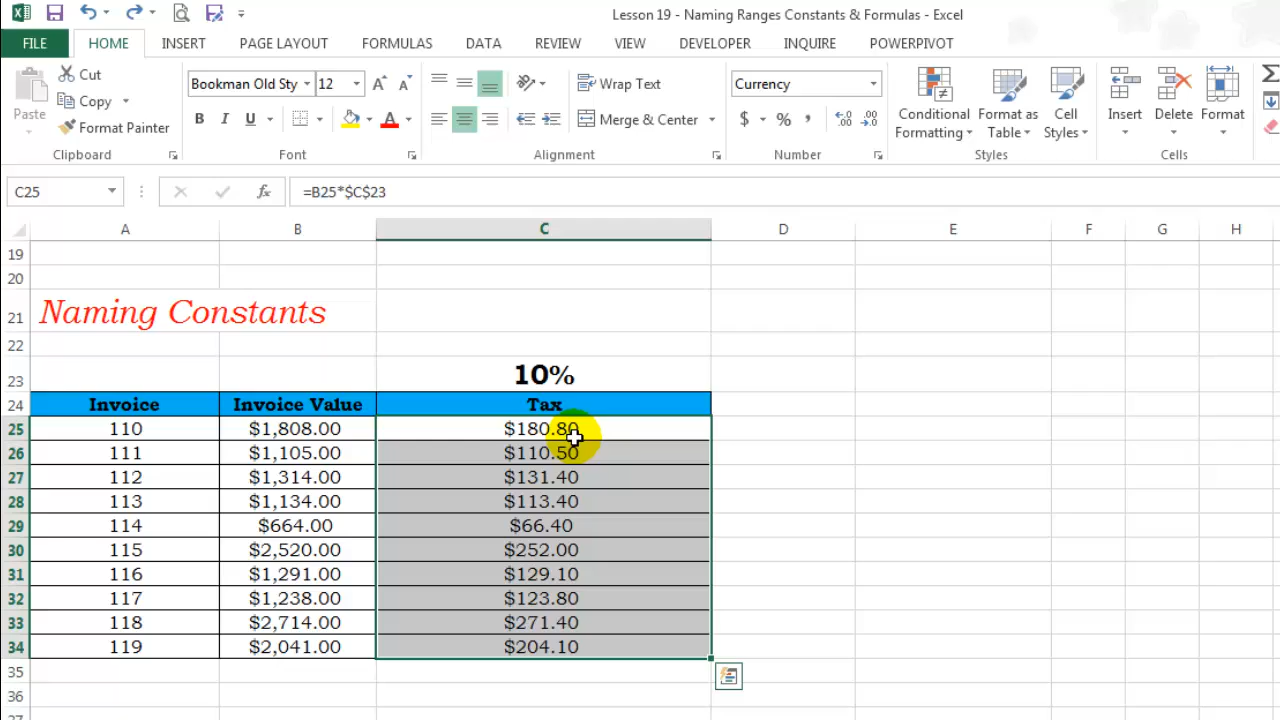 Lesson 19 - Naming Ranges Constants & Formulas - Excel
FILE HOME INSERT PAGE LAYOUT FORMULAS DATA REVIEW VIEW DEVELOPER INQUIRE POWERPIVOT
Paste
Cut
Copy
Format Painter
Clipboard
Bookman Old Sty 12 A A
B I U A
Font
Wrap Text
Merge & Center
Alignment
Currency
$ % , .00 .00
Number
Conditional Formatting
Format as Table
Cell Styles
Styles
Insert Delete Format
Cells
C25 fx =B25*$C$23
A B C D E F G H
19
20
21 Naming Constants
22
23 10%
24 Invoice Invoice Value Tax
25 110 $1,808.00 $180.80
26 111 $1,105.00 $110.50
27 112 $1,314.00 $131.40
28 113 $1,134.00 $113.40
29 114 $664.00 $66.40
30 115 $2,520.00 $252.00
31 116 $1,291.00 $129.10
32 117 $1,238.00 $123.80
33 118 $2,714.00 $271.40
34 119 $2,041.00 $204.10
35
36
37